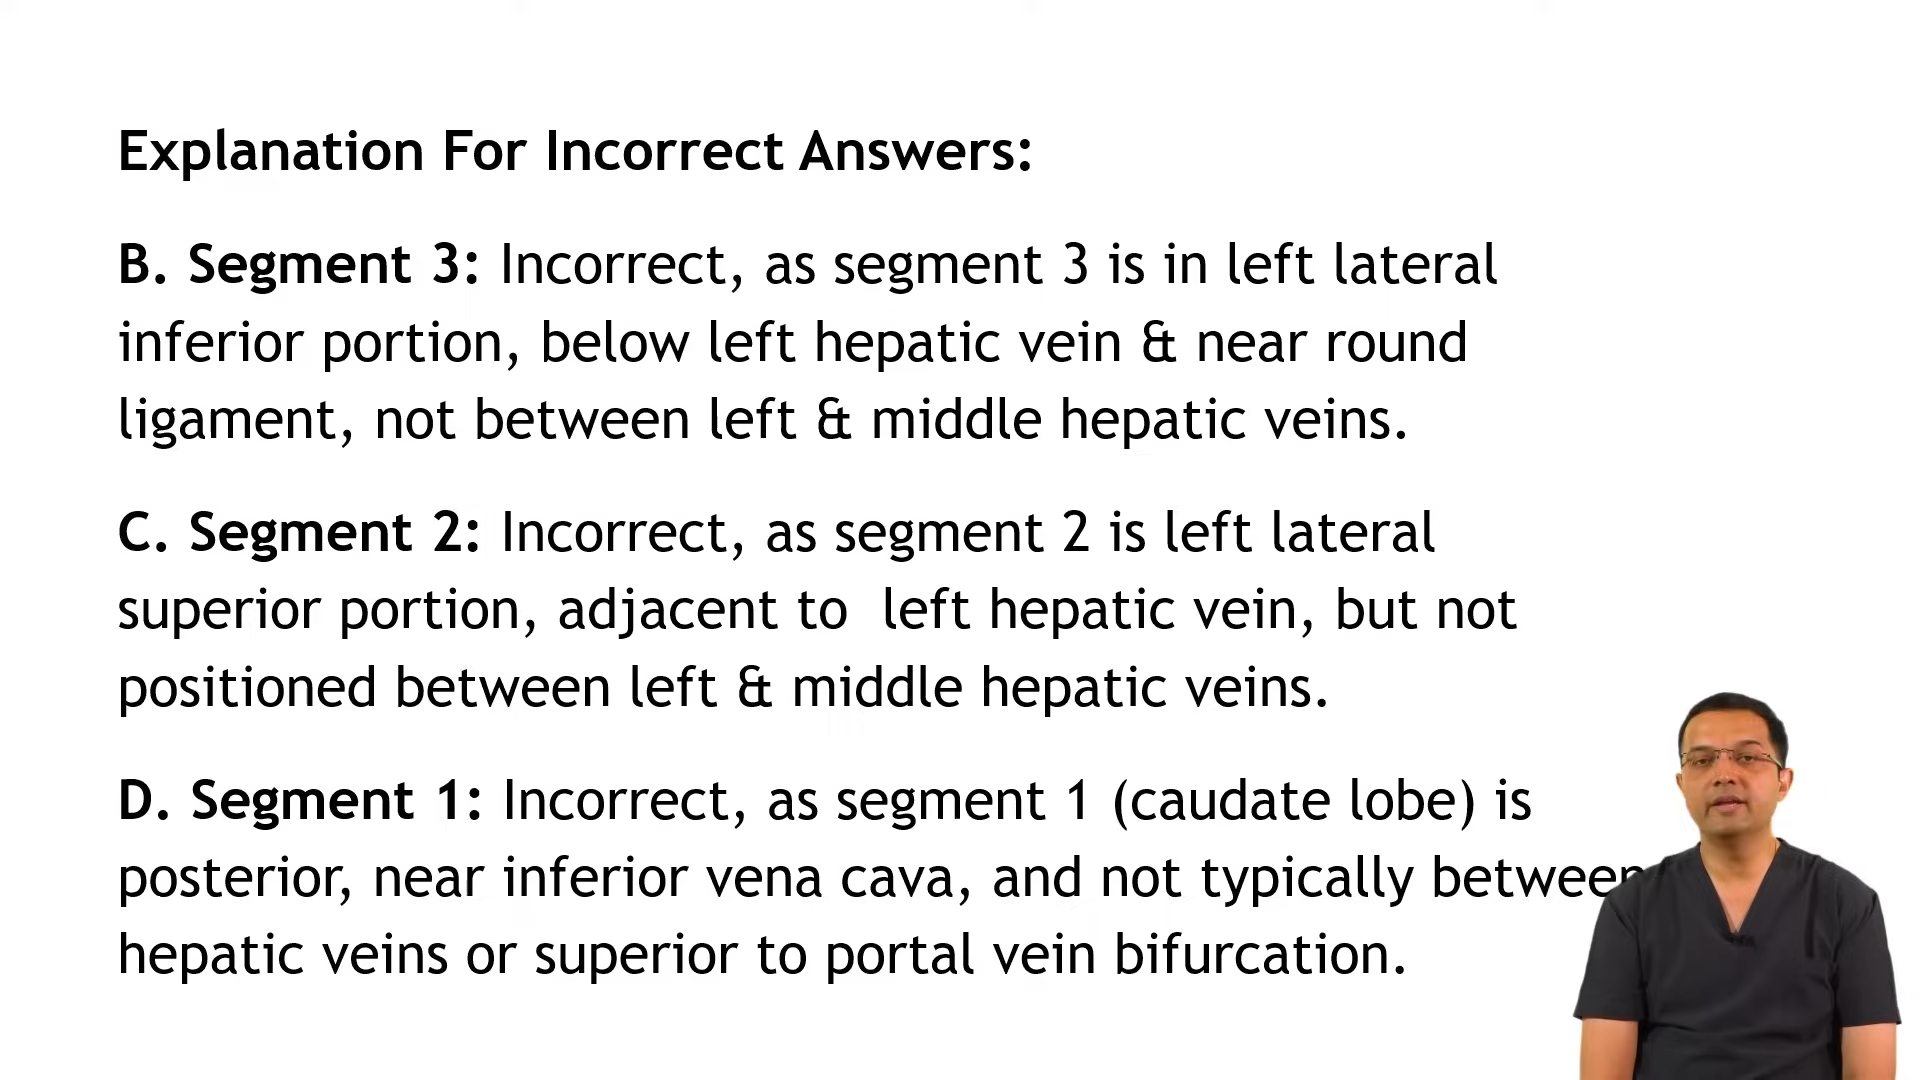 Explanation For Incorrect Answers:
B. Segment 3: Incorrect, as segment 3 is in left lateral
inferior portion, below left hepatic vein & near round
ligament, not between left & middle hepatic veins.
C. Segment 2: Incorrect, as segment 2 is left lateral
superior portion, adjacent to left hepatic vein, but not
positioned between left & middle hepatic veins.
D. Segment 1: Incorrect, as segment 1 (caudate lobe) is
posterior, near inferior vena cava, and not typically between
hepatic veins or superior to portal vein bifurcation.